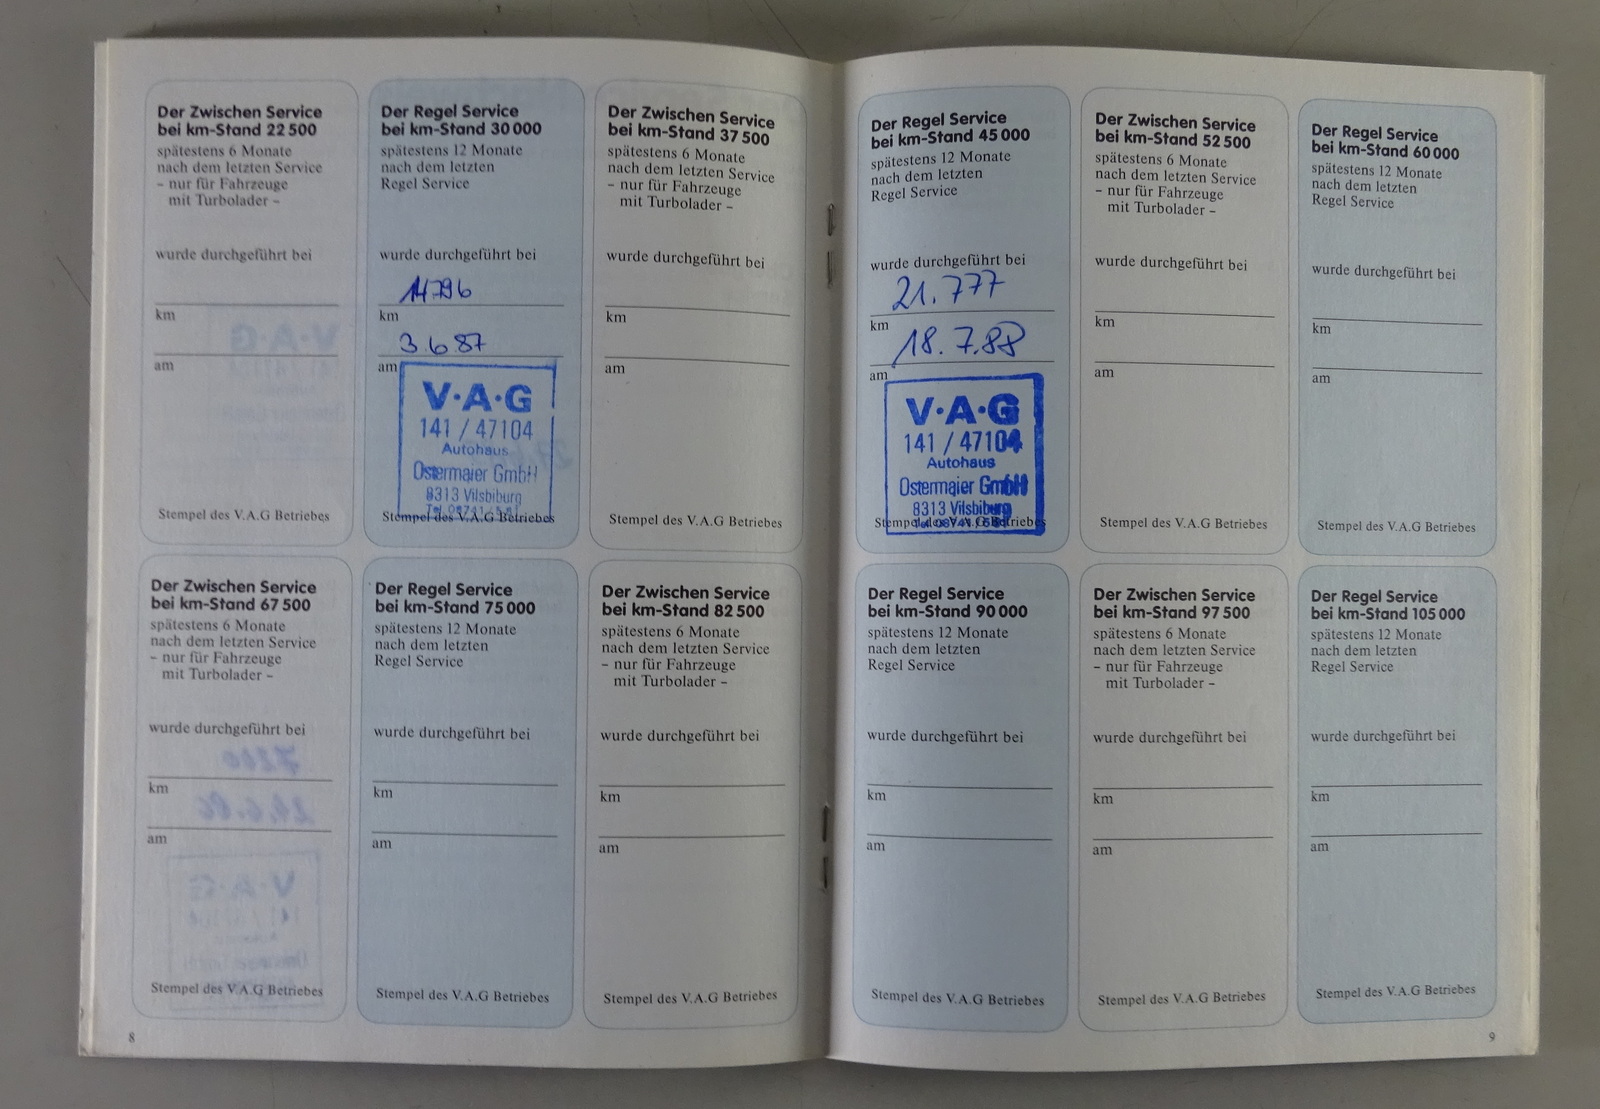 Der Zwischen Service
bei km-Stand 22 500
spätestens 6 Monate
nach dem letzten Service
– nur für Fahrzeuge
mit Turbolader –
wurde durchgeführt bei
km
am
Stempel des V.A.G Betriebes
Der Regel Service
bei km-Stand 30 000
spätestens 12 Monate
nach dem letzten
Regel Service
wurde durchgeführt bei
14796
km
3.6 87
am
V·A·G
141 / 47104
Autohaus
Ostermaier GmbH
8313 Vilsbiburg
Stempel des V.A.G Betriebes
Der Zwischen Service
bei km-Stand 37 500
spätestens 6 Monate
nach dem letzten Service
– nur für Fahrzeuge
mit Turbolader –
wurde durchgeführt bei
km
am
Stempel des V.A.G Betriebes
Der Regel Service
bei km-Stand 45 000
spätestens 12 Monate
nach dem letzten
Regel Service
wurde durchgeführt bei
21.777
km
18.7.88
am
V·A·G
141 / 47104
Autohaus
Ostermaier GmbH
8313 Vilsbiburg
Stempel des V.A.G Betriebes
Der Zwischen Service
bei km-Stand 52 500
spätestens 6 Monate
nach dem letzten Service
– nur für Fahrzeuge
mit Turbolader –
wurde durchgeführt bei
km
am
Stempel des V.A.G Betriebes
Der Regel Service
bei km-Stand 60 000
spätestens 12 Monate
nach dem letzten
Regel Service
wurde durchgeführt bei
km
am
Stempel des V.A.G Betriebes
Der Zwischen Service
bei km-Stand 67 500
spätestens 6 Monate
nach dem letzten Service
– nur für Fahrzeuge
mit Turbolader –
wurde durchgeführt bei
km
am
Stempel des V.A.G Betriebes
Der Regel Service
bei km-Stand 75 000
spätestens 12 Monate
nach dem letzten
Regel Service
wurde durchgeführt bei
km
am
Stempel des V.A.G Betriebes
Der Zwischen Service
bei km-Stand 82 500
spätestens 6 Monate
nach dem letzten Service
– nur für Fahrzeuge
mit Turbolader –
wurde durchgeführt bei
km
am
Stempel des V.A.G Betriebes
Der Regel Service
bei km-Stand 90 000
spätestens 12 Monate
nach dem letzten
Regel Service
wurde durchgeführt bei
km
am
Stempel des V.A.G Betriebes
Der Zwischen Service
bei km-Stand 97 500
spätestens 6 Monate
nach dem letzten Service
– nur für Fahrzeuge
mit Turbolader –
wurde durchgeführt bei
km
am
Stempel des V.A.G Betriebes
Der Regel Service
bei km-Stand 105 000
spätestens 12 Monate
nach dem letzten
Regel Service
wurde durchgeführt bei
km
am
Stempel des V.A.G Betriebes
8
9